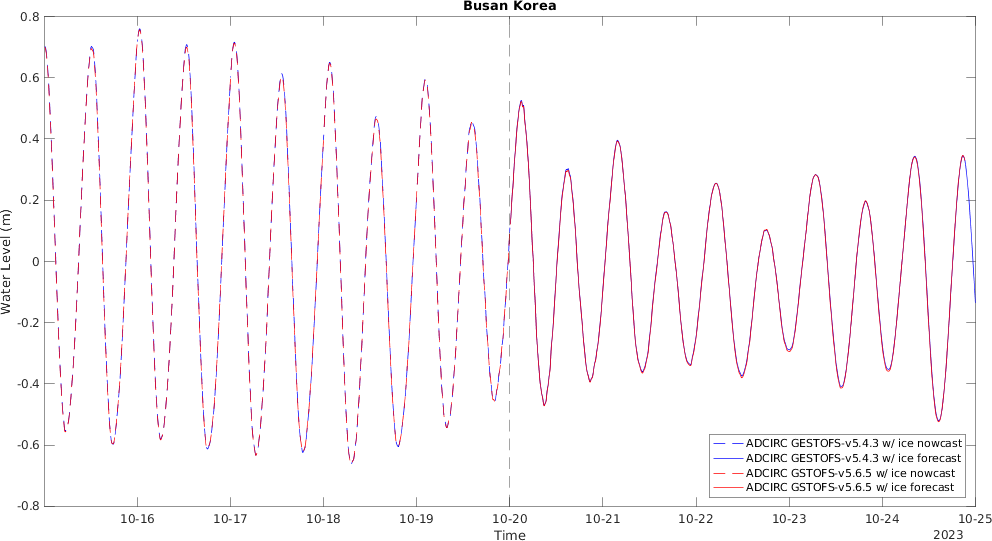 Busan Korea
0.8
0.6
0.4
0.2
0
-0.2
-0.4
-0.6
-0.8
Water Level (m)
ADCIRC GESTOFS-v5.4.3 w/ ice nowcast
ADCIRC GESTOFS-v5.4.3 w/ ice forecast
ADCIRC GSTOFS-v5.6.5 w/ ice nowcast
ADCIRC GSTOFS-v5.6.5 w/ ice forecast
10-16 10-17 10-18 10-19 10-20 10-21 10-22 10-23 10-24 10-25
Time
2023